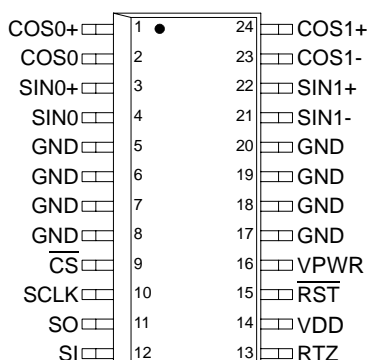 COS0+ 1 24 COS1+
COS0 2 23 COS1-
SIN0+ 3 22 SIN1+
SIN0 4 21 SIN1-
GND 5 20 GND
GND 6 19 GND
GND 7 18 GND
GND 8 17 GND
CS 9 16 VPWR
SCLK 10 15 RST
SO 11 14 VDD
SI 12 13 RTZ